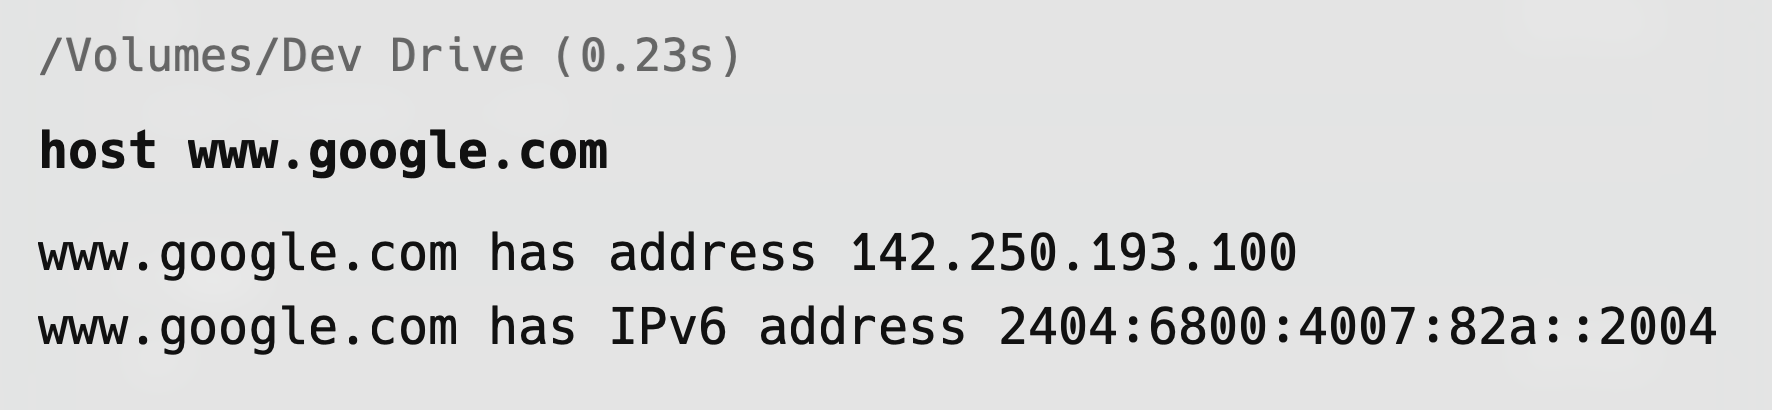 /Volumes/Dev Drive (0.23s)
host www.google.com
www.google.com has address 142.250.193.100
www.google.com has IPv6 address 2404:6800:4007:82a::2004